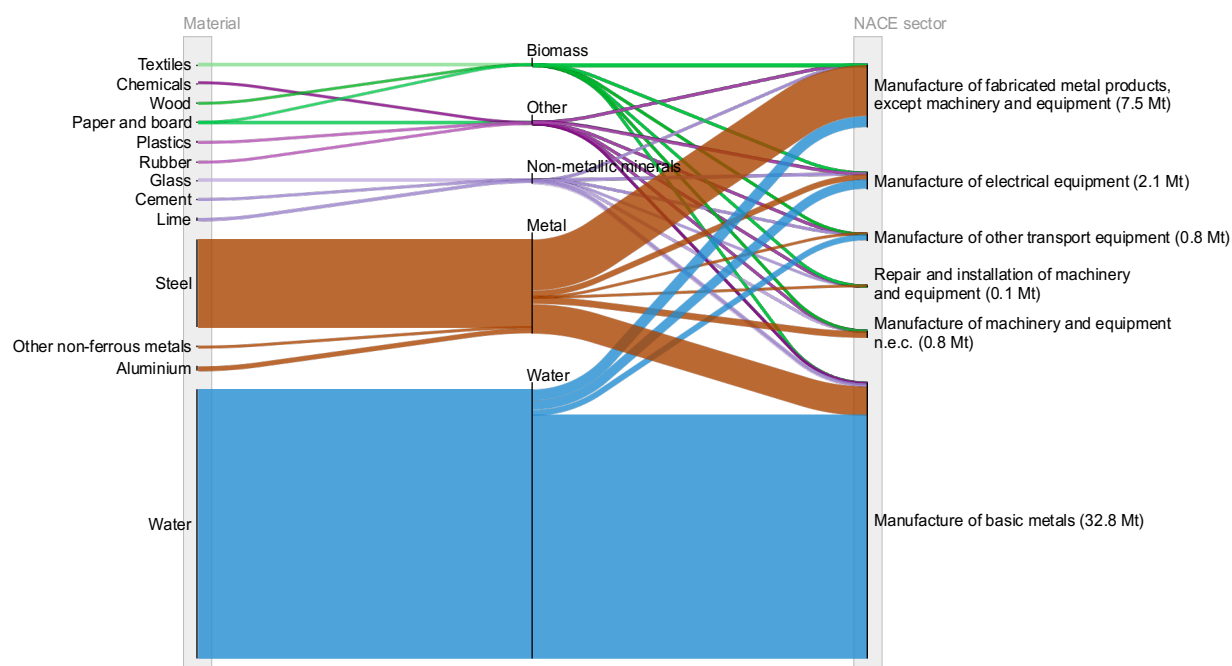 Material
NACE sector
Textiles
Chemicals
Wood
Paper and board
Plastics
Rubber
Glass
Cement
Lime
Steel
Other non-ferrous metals
Aluminium
Water
Biomass
Other
Non-metallic minerals
Metal
Water
Manufacture of fabricated metal products,
except machinery and equipment (7.5 Mt)
Manufacture of electrical equipment (2.1 Mt)
Manufacture of other transport equipment (0.8 Mt)
Repair and installation of machinery
and equipment (0.1 Mt)
Manufacture of machinery and equipment
n.e.c. (0.8 Mt)
Manufacture of basic metals (32.8 Mt)